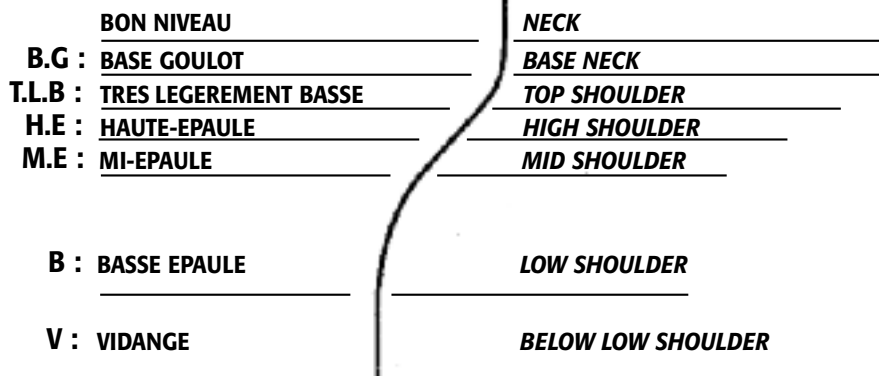 BON NIVEAU NECK
B.G : BASE GOULOT BASE NECK
T.L.B : TRES LEGEREMENT BASSE TOP SHOULDER
H.E : HAUTE-EPAULE HIGH SHOULDER
M.E : MI-EPAULE MID SHOULDER
B : BASSE EPAULE LOW SHOULDER
V : VIDANGE BELOW LOW SHOULDER